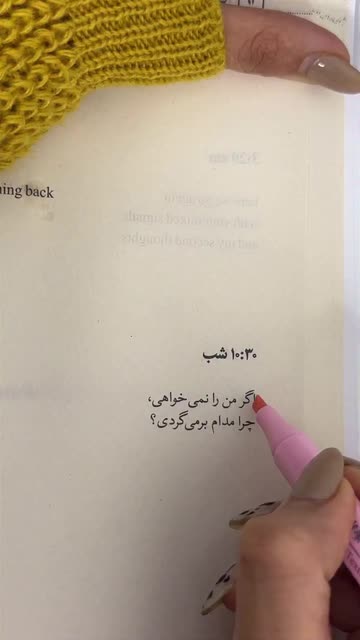 ning back
۱۰:۳۰ شب
اگر من را نمی‌خواهی،
چرا مدام برمی‌گردی؟